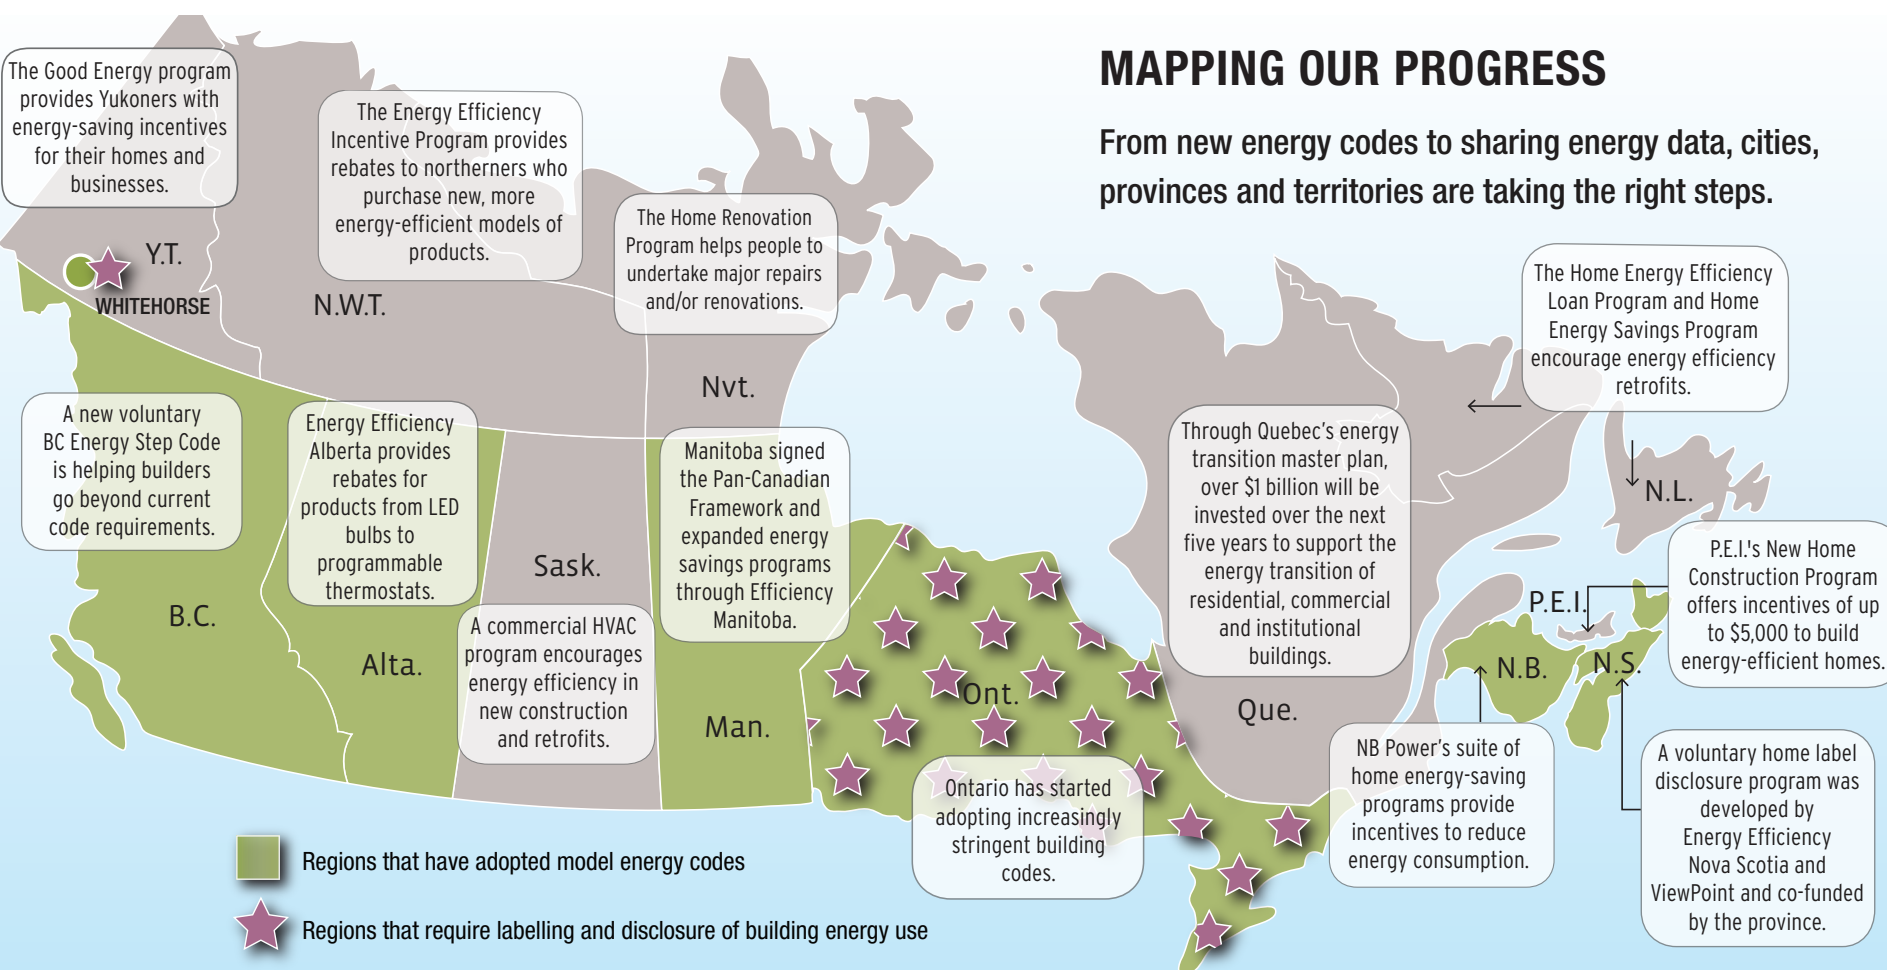 MAPPING OUR PROGRESS
From new energy codes to sharing energy data, cities,
provinces and territories are taking the right steps.
The Good Energy program
provides Yukoners with
energy-saving incentives
for their homes and
businesses.
The Energy Efficiency
Incentive Program provides
rebates to northerners who
purchase new, more
energy-efficient models of
products.
The Home Renovation
Program helps people to
undertake major repairs
and/or renovations.
The Home Energy Efficiency
Loan Program and Home
Energy Savings Program
encourage energy efficiency
retrofits.
Y.T.
WHITEHORSE
N.W.T.
Nvt.
A new voluntary
BC Energy Step Code
is helping builders
go beyond current
code requirements.
Energy Efficiency
Alberta provides
rebates for
products from LED
bulbs to
programmable
thermostats.
Manitoba signed
the Pan-Canadian
Framework and
expanded energy
savings programs
through Efficiency
Manitoba.
Through Quebec's energy
transition master plan,
over $1 billion will be
invested over the next
five years to support the
energy transition of
residential, commercial
and institutional
buildings.
N.L.
P.E.I.'s New Home
Construction Program
offers incentives of up
to $5,000 to build
energy-efficient homes.
Sask.
P.E.I.
B.C.
Alta.
A commercial HVAC
program encourages
energy efficiency in
new construction
and retrofits.
Man.
Ont.
Que.
N.B.
N.S.
Ontario has started
adopting increasingly
stringent building
codes.
NB Power's suite of
home energy-saving
programs provide
incentives to reduce
energy consumption.
A voluntary home label
disclosure program was
developed by
Energy Efficiency
Nova Scotia and
ViewPoint and co-funded
by the province.
Regions that have adopted model energy codes
Regions that require labelling and disclosure of building energy use